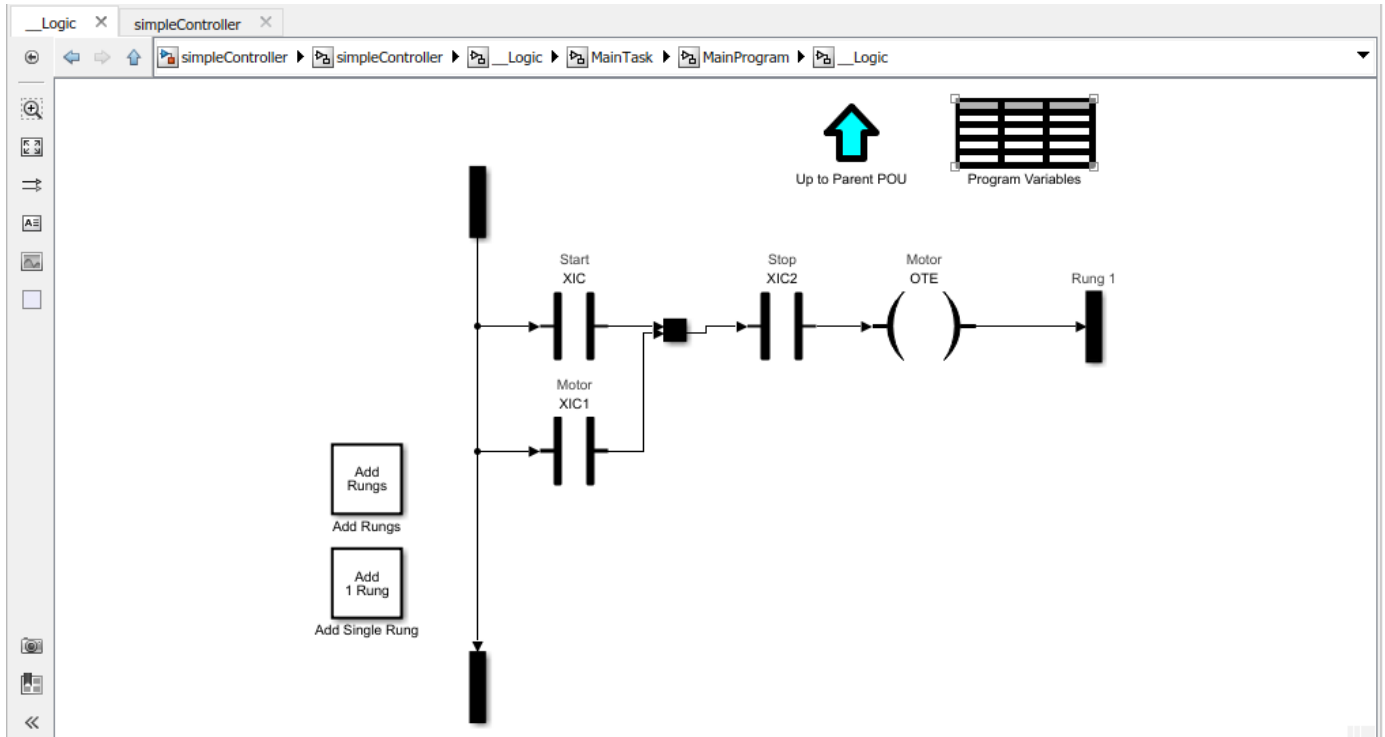 __Logic
simpleController
simpleController simpleController __Logic MainTask MainProgram __Logic
Up to Parent POU
Program Variables
Start
XIC
Stop
XIC2
Motor
OTE
Rung 1
Motor
XIC1
Add
Rungs
Add Rungs
Add
1 Rung
Add Single Rung
A